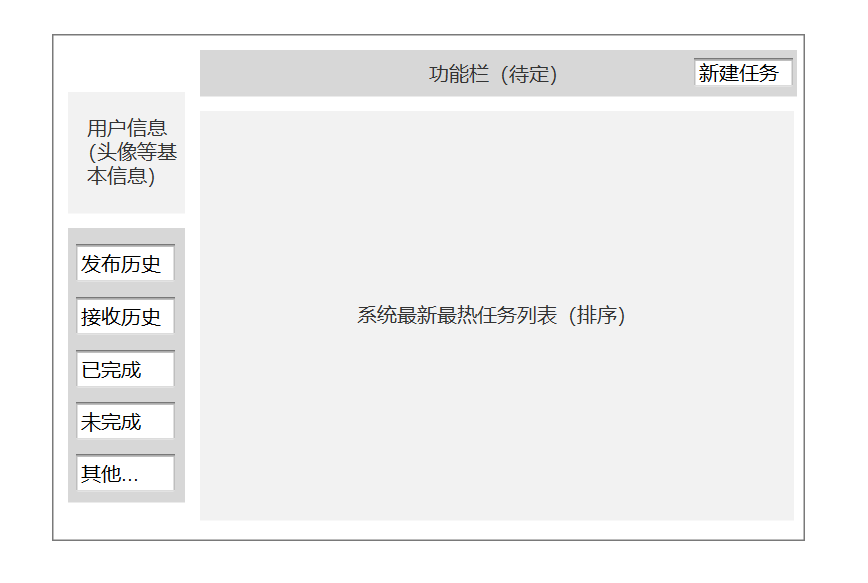 功能栏（待定）
新建任务
用户信息
（头像等基
本信息）
发布历史
接收历史
已完成
未完成
其他...
系统最新最热任务列表（排序）